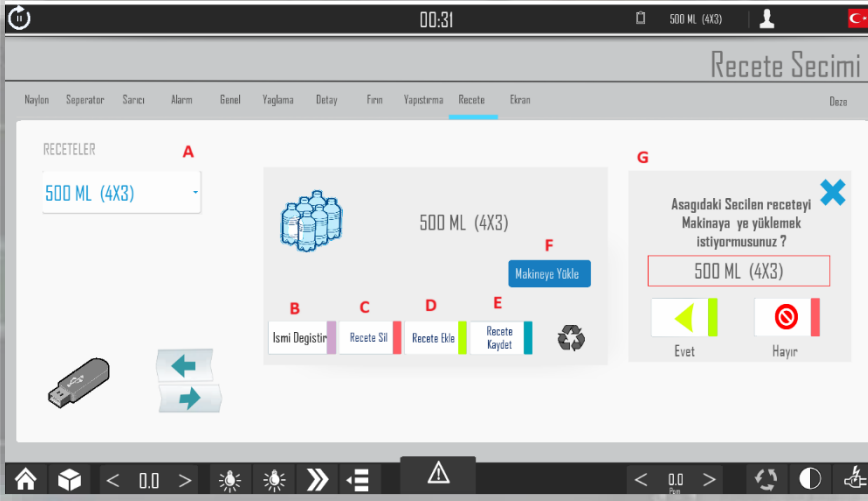 00:31
500 ML (4X3)
Recete Secimi
Naylon Seperator Sarıcı Alarm Genel Yaglama Detay Fırın Yapıstırma Recete Ekran Deze
RECETELER
A
500 ML (4X3)
500 ML (4X3)
F
Makineye Yükle
B C D E
Ismi Degistir Recete Sil Recete Ekle Recete Kaydet
G
Asagıdaki Secilen receteyi
Makinaya ye yüklemek
istiyormusunuz ?
500 ML (4X3)
Evet Hayır
< 0.0 >
< 0.0 >